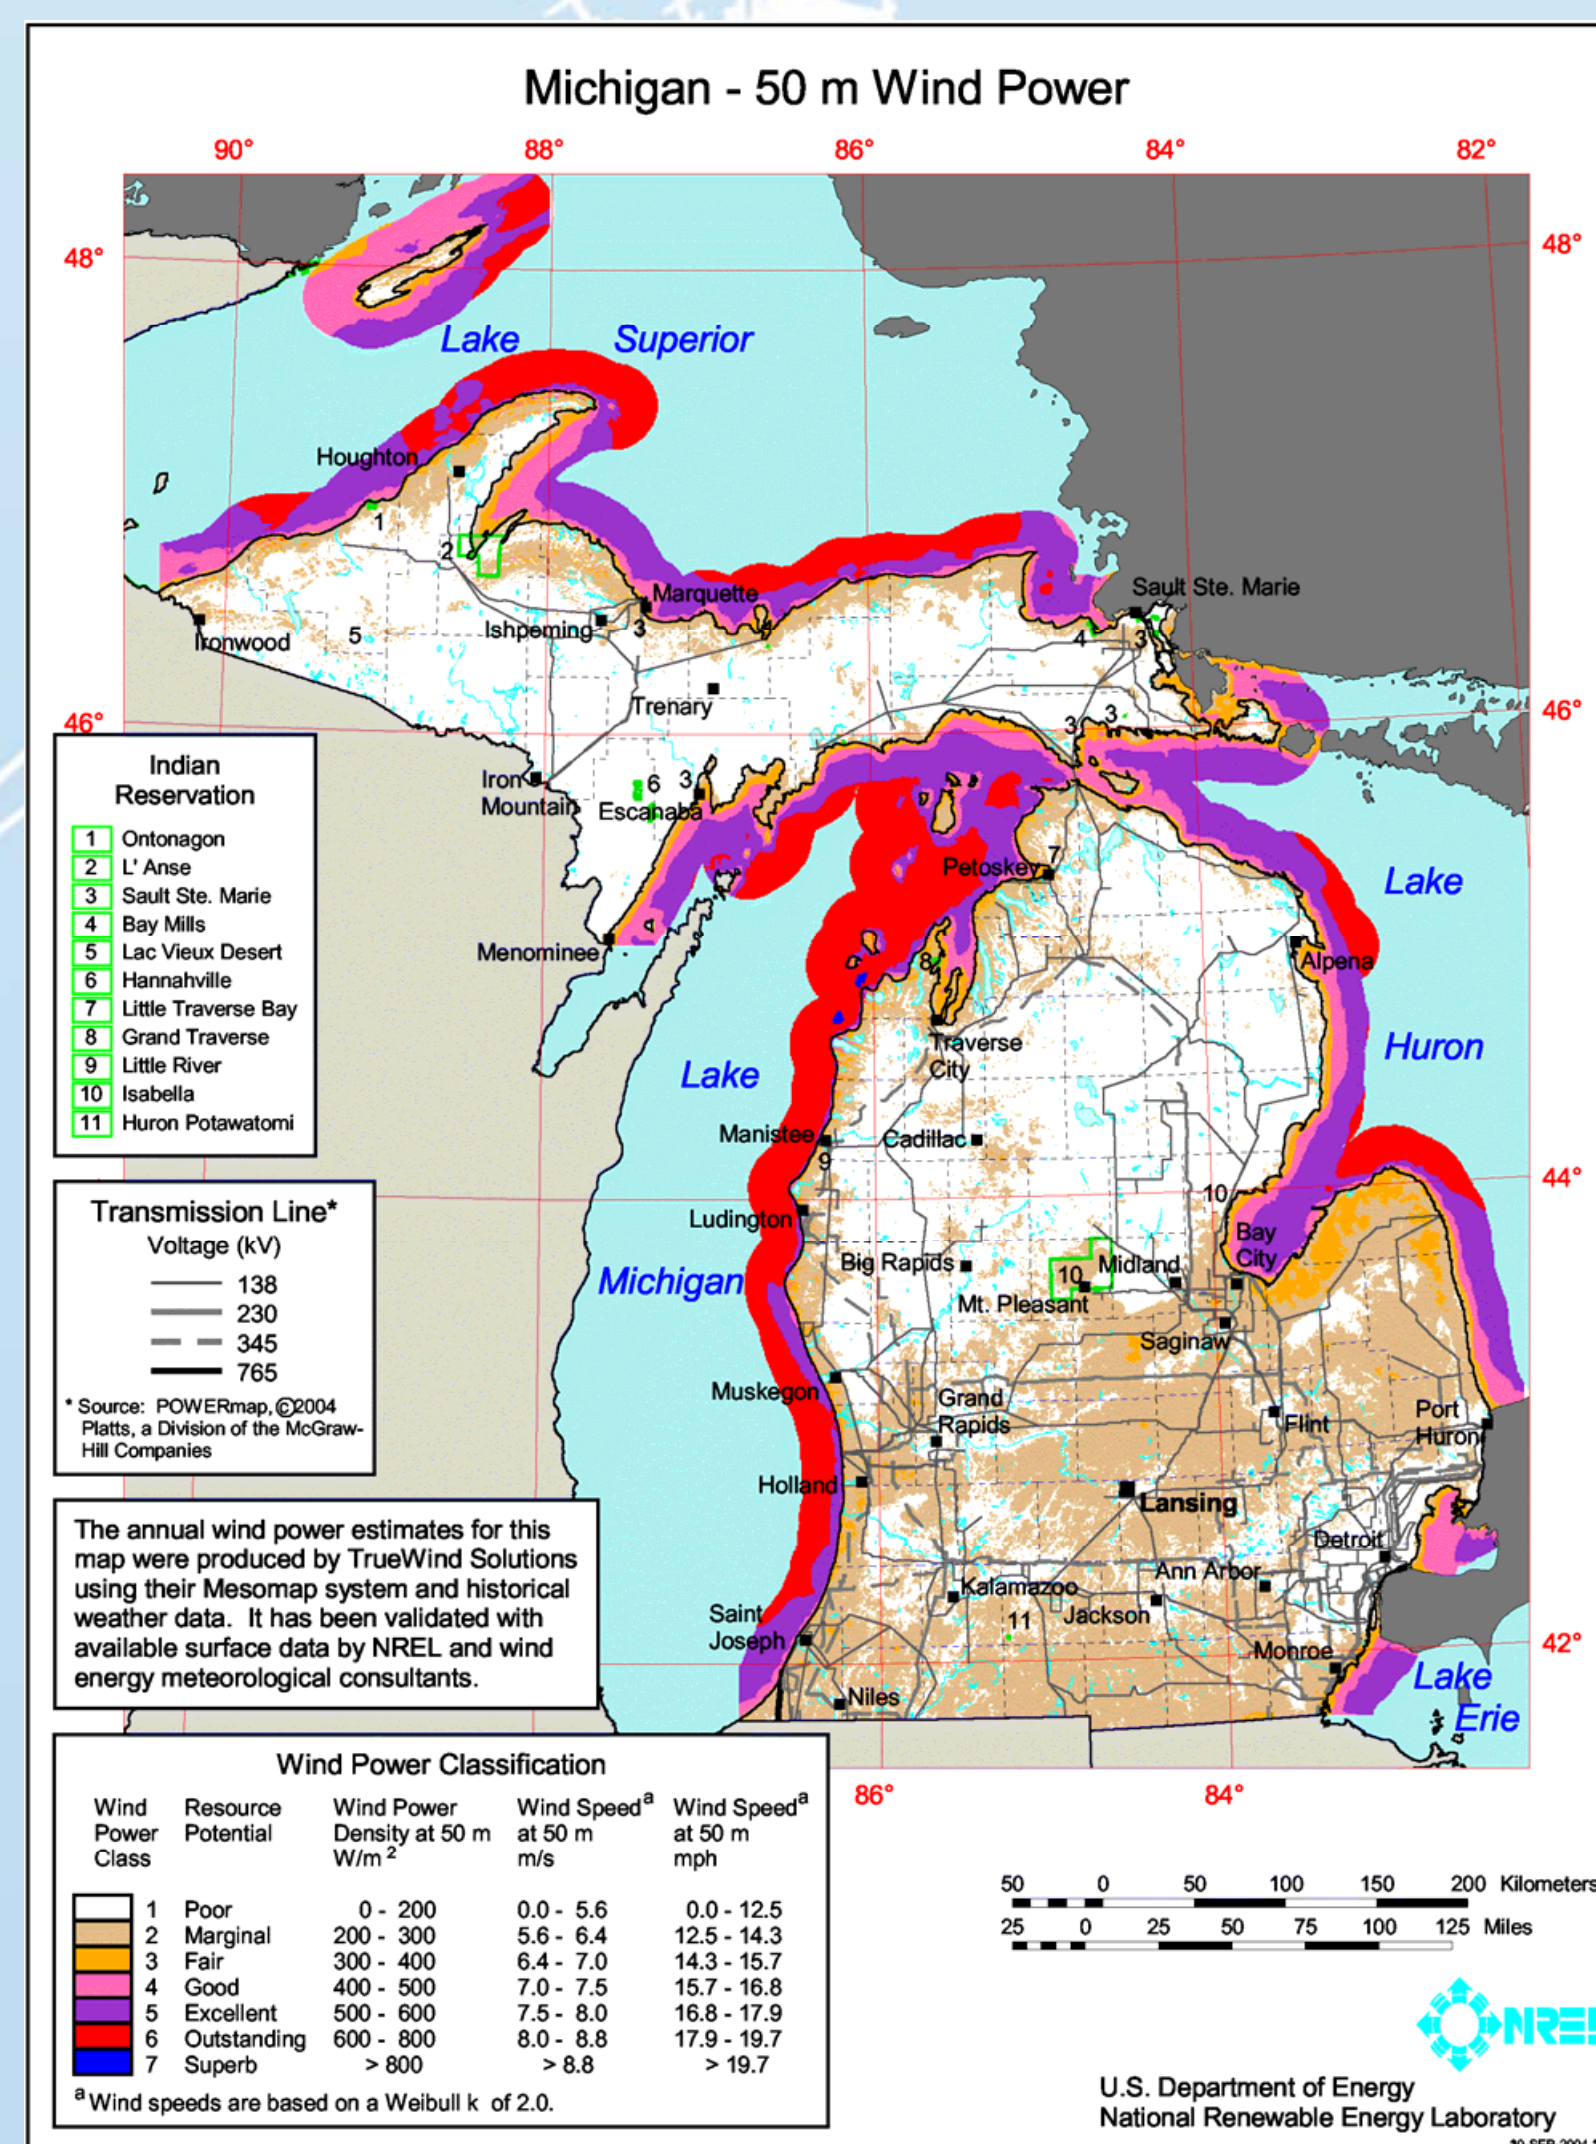 Michigan - 50 m Wind Power
90° 88° 86° 84° 82°
48° 48°
Lake Superior
Houghton
1
2
Marquette
Sault Ste. Marie
Ironwood
5
Ishpeming
3
4
3
Trenary
46° 46°
3 3
Iron
Mountain
6 3
Escanaba
Petoskey
7
Lake
Menominee
8
Alpena
Traverse
City
Lake
Huron
Manistee
Cadillac
9
44°
10
Ludington
Bay
City
Michigan
Big Rapids
10
Midland
Mt. Pleasant
Saginaw
Muskegon
Grand
Rapids
Flint
Port
Huron
Holland
Lansing
Detroit
Kalamazoo
Ann Arbor
Saint
Joseph
11
Jackson
Monroe
42°
Niles
Lake
Erie
86° 84°
Indian
Reservation
1 Ontonagon
2 L' Anse
3 Sault Ste. Marie
4 Bay Mills
5 Lac Vieux Desert
6 Hannahville
7 Little Traverse Bay
8 Grand Traverse
9 Little River
10 Isabella
11 Huron Potawatomi
Transmission Line*
Voltage (kV)
138
230
345
765
* Source: POWERmap, ©2004
Platts, a Division of the McGraw-
Hill Companies
The annual wind power estimates for this
map were produced by TrueWind Solutions
using their Mesomap system and historical
weather data. It has been validated with
available surface data by NREL and wind
energy meteorological consultants.
Wind Power Classification
Wind Resource Wind Power Wind Speed a Wind Speed a
Power Potential Density at 50 m at 50 m at 50 m
Class W/m 2 m/s mph
1 Poor 0 - 200 0.0 - 5.6 0.0 - 12.5
2 Marginal 200 - 300 5.6 - 6.4 12.5 - 14.3
3 Fair 300 - 400 6.4 - 7.0 14.3 - 15.7
4 Good 400 - 500 7.0 - 7.5 15.7 - 16.8
5 Excellent 500 - 600 7.5 - 8.0 16.8 - 17.9
6 Outstanding 600 - 800 8.0 - 8.8 17.9 - 19.7
7 Superb > 800 > 8.8 > 19.7
a Wind speeds are based on a Weibull k of 2.0.
50 0 50 100 150 200 Kilometers
25 0 25 50 75 100 125 Miles
NREL
U.S. Department of Energy
National Renewable Energy Laboratory